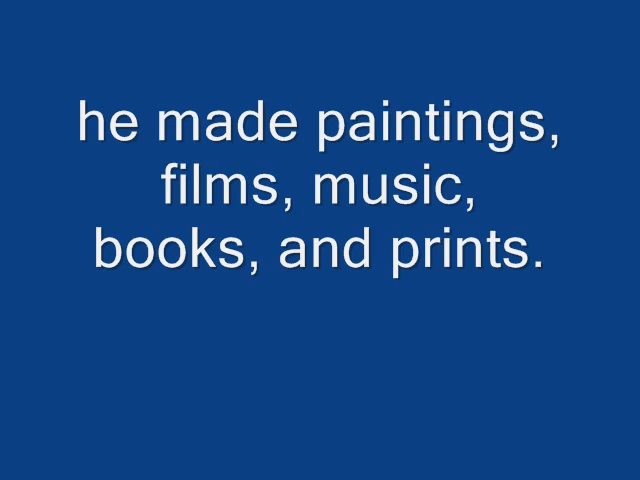 he made paintings,
films, music,
books, and prints.